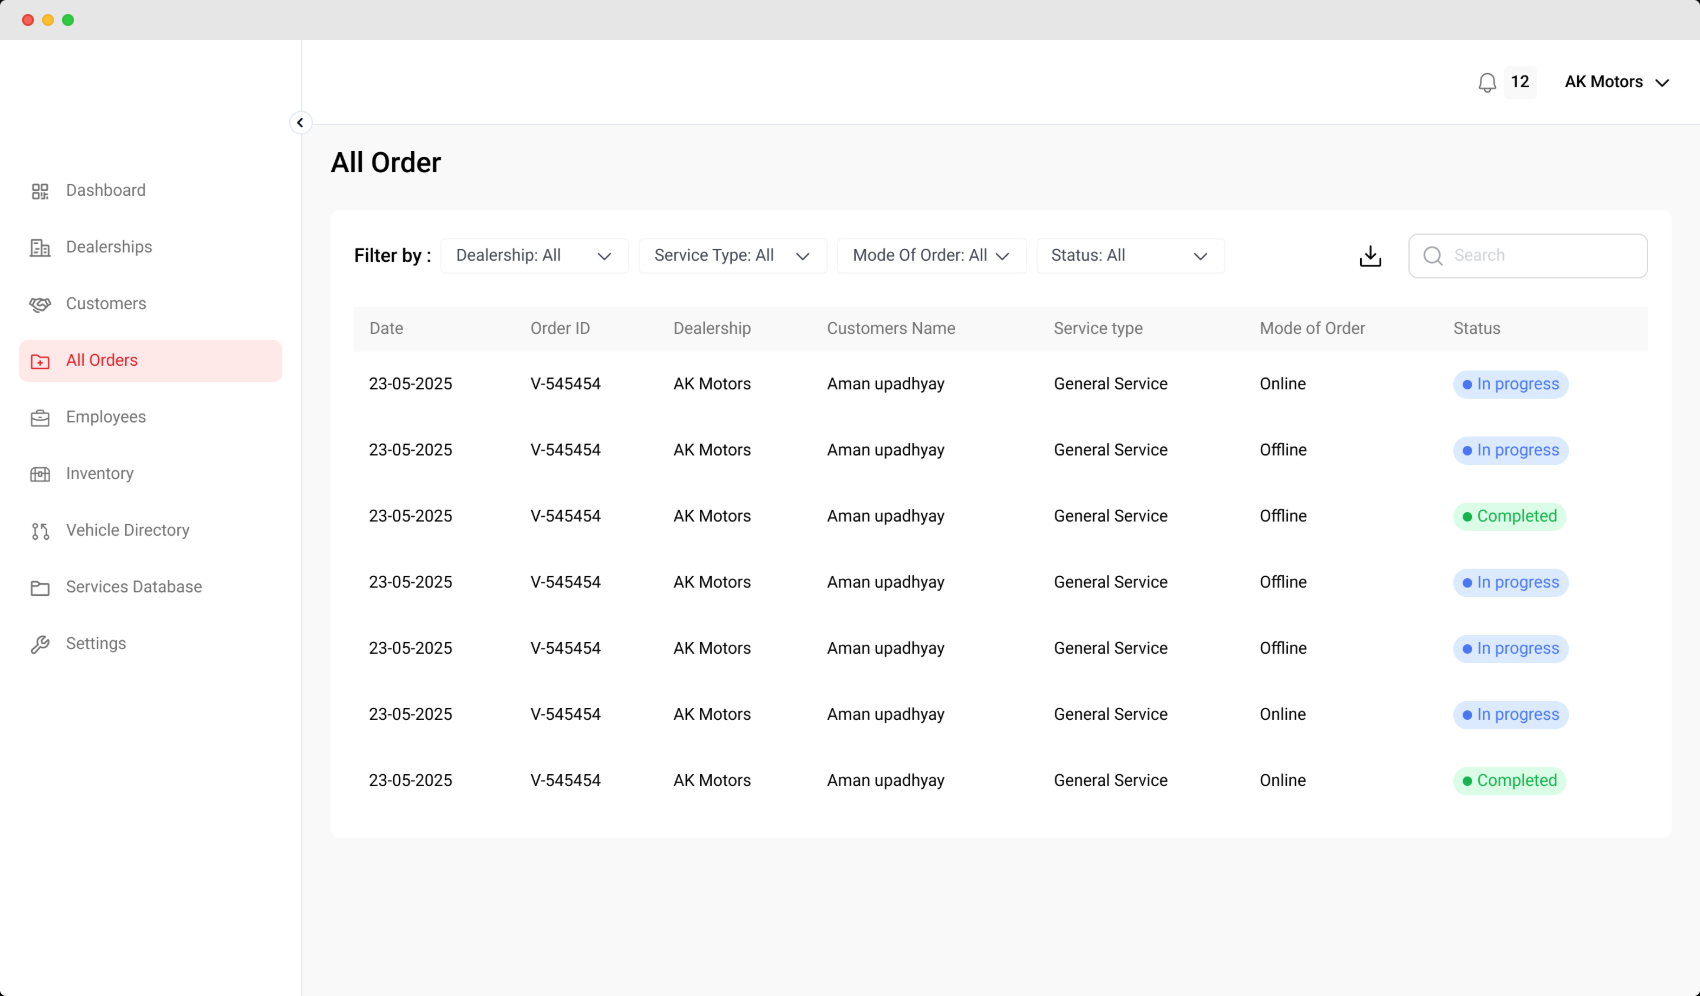 12 AK Motors
All Order
Dashboard
Dealerships
Customers
All Orders
Employees
Inventory
Vehicle Directory
Services Database
Settings
Filter by : Dealership: All Service Type: All Mode Of Order: All Status: All Search
Date Order ID Dealership Customers Name Service type Mode of Order Status
23-05-2025 V-545454 AK Motors Aman upadhyay General Service Online In progress
23-05-2025 V-545454 AK Motors Aman upadhyay General Service Offline In progress
23-05-2025 V-545454 AK Motors Aman upadhyay General Service Offline Completed
23-05-2025 V-545454 AK Motors Aman upadhyay General Service Offline In progress
23-05-2025 V-545454 AK Motors Aman upadhyay General Service Offline In progress
23-05-2025 V-545454 AK Motors Aman upadhyay General Service Online In progress
23-05-2025 V-545454 AK Motors Aman upadhyay General Service Online Completed